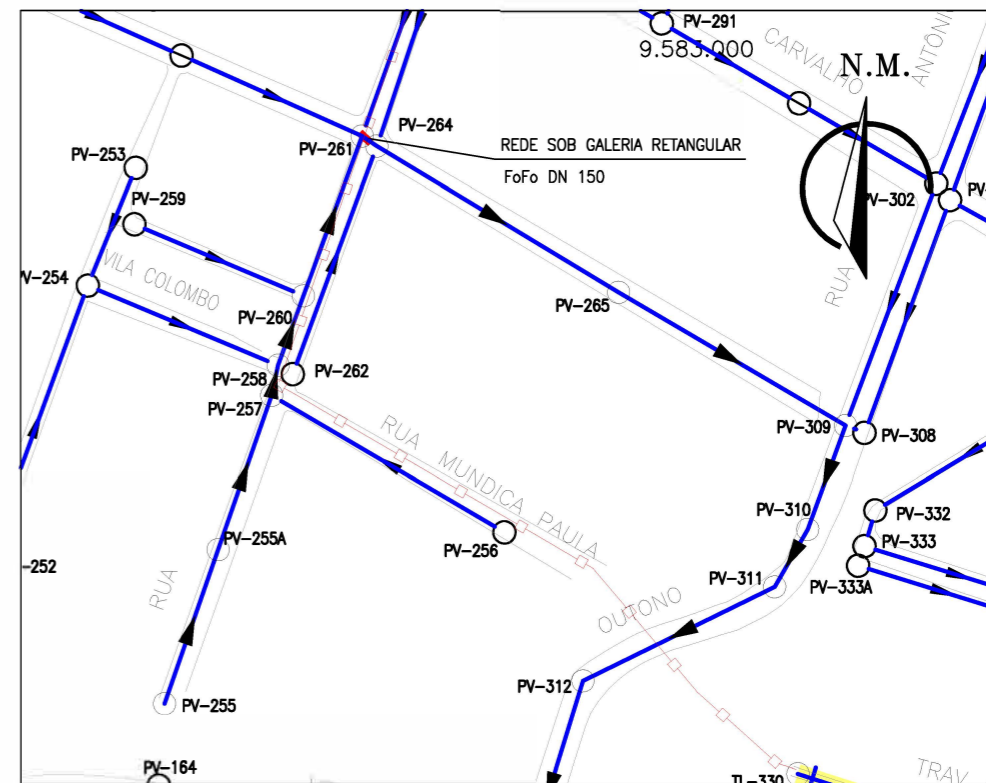 PV-291
9.583.000
CARVALHO
ANTÔNI
N.M.
PV-264
PV-261
REDE SOB GALERIA RETANGULAR
FoFo DN 150
PV-253
PV-259
PV-302
PV-
V-254
VILA COLOMBO
PV-260
PV-265
RUA
PV-258
PV-262
PV-257
RUA MUNDICA PAULA
PV-309
PV-308
PV-310
PV-332
PV-333
PV-255A
PV-256
-252
RUA
PV-311
PV-333A
OUTONO
PV-312
PV-255
PV-164
TL-330
TRAV